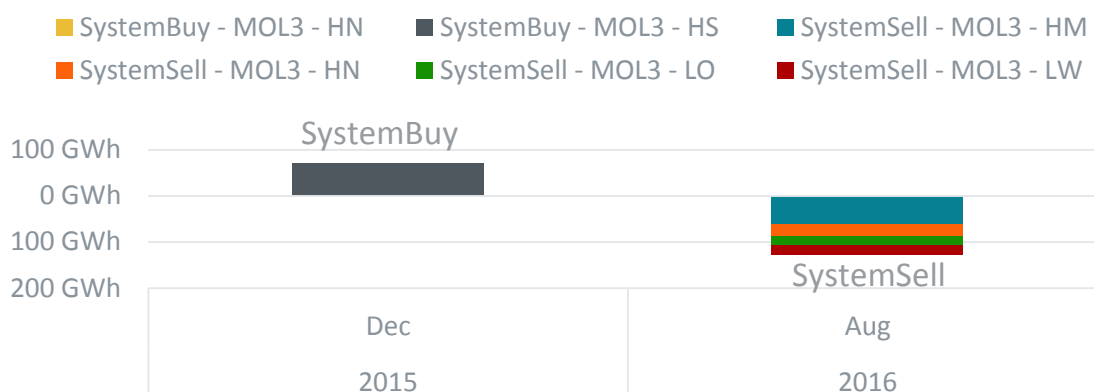 SystemBuy - MOL3 - HN SystemBuy - MOL3 - HS SystemSell - MOL3 - HM
SystemSell - MOL3 - HN SystemSell - MOL3 - LO SystemSell - MOL3 - LW
SystemBuy
100 GWh
0 GWh
100 GWh
200 GWh
SystemSell
Dec Aug
2015 2016